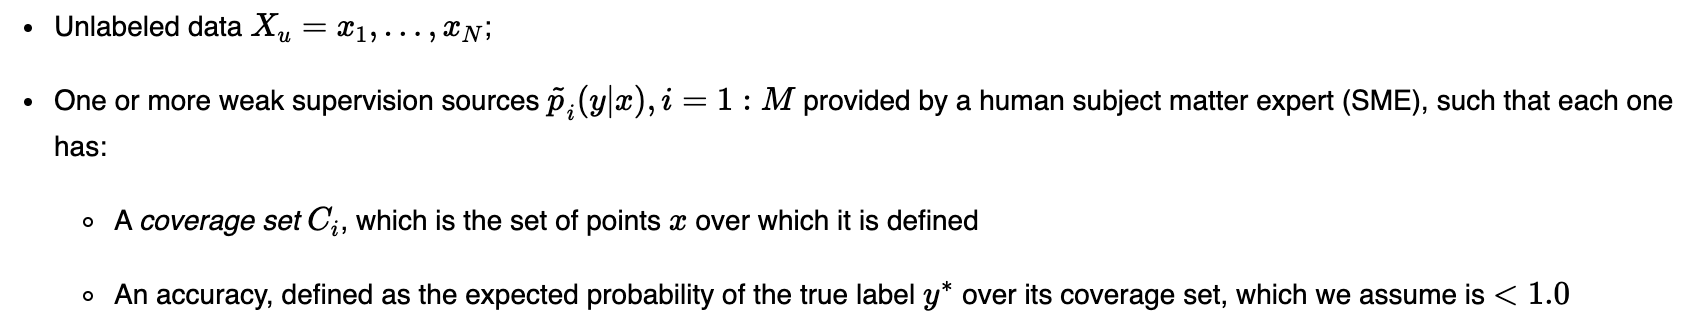 • Unlabeled data $X_u = x_1, \ldots, x_N$;
• One or more weak supervision sources $\tilde{p}_i(y|x), i = 1 : M$ provided by a human subject matter expert (SME), such that each one
has:
◦ A coverage set $C_i$, which is the set of points $x$ over which it is defined
◦ An accuracy, defined as the expected probability of the true label $y^*$ over its coverage set, which we assume is $< 1.0$